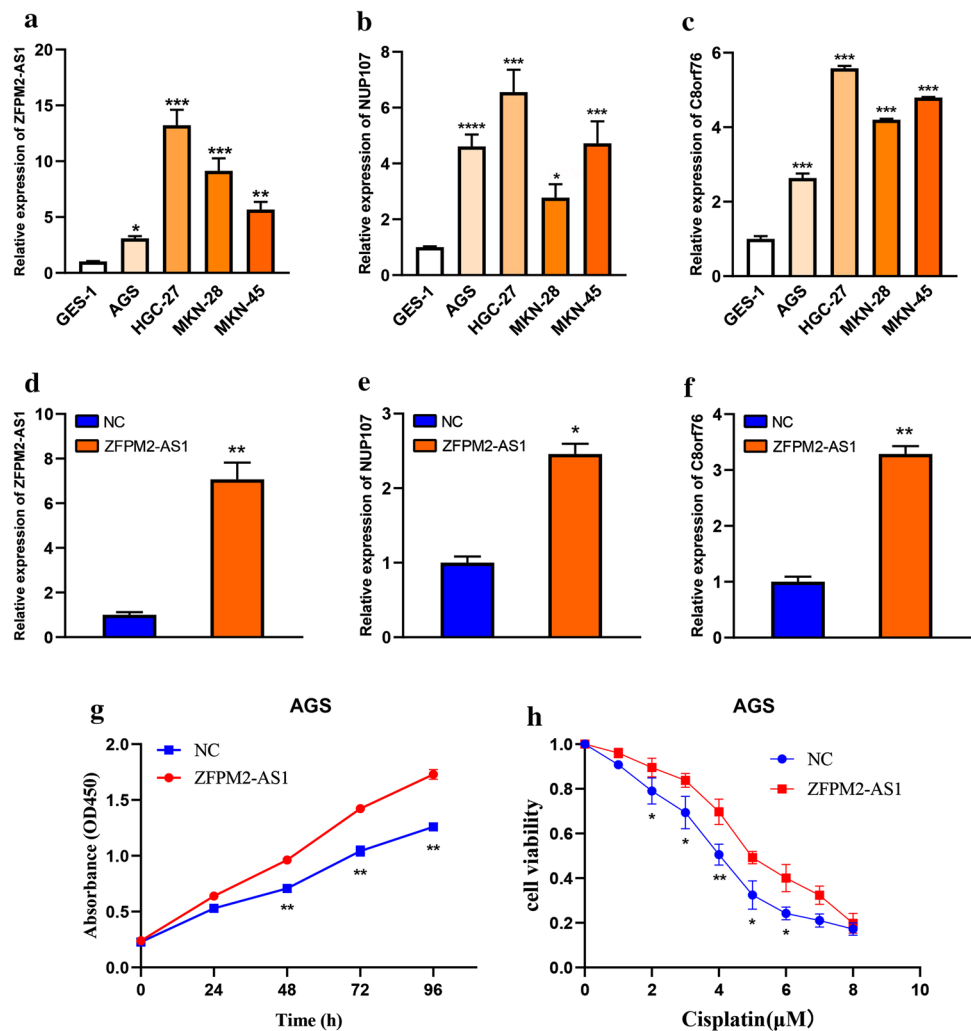 a
Relative expression of ZFPM2-AS1
20
15
10
5
0
*
***
***
**
GES-1
AGS
HGC-27
MKN-28
MKN-45
b
Relative expression of NUP107
8
6
4
2
0
****
***
*
***
GES-1
AGS
HGC-27
MKN-28
MKN-45
c
Relative expression of C8orf76
6
4
2
0
***
***
***
***
GES-1
AGS
HGC-27
MKN-28
MKN-45
d
Relative expression of ZFPM2-AS1
10
8
6
4
2
0
NC
ZFPM2-AS1
**
e
Relative expression of NUP107
3
2
1
0
NC
ZFPM2-AS1
*
f
Relative expression of C8orf76
4
3
2
1
0
NC
ZFPM2-AS1
**
g
AGS
Absorbance (OD450)
2.0
1.5
1.0
0.5
0.0
NC
ZFPM2-AS1
**
**
**
0 24 48 72 96
Time (h)
h
AGS
cell viability
1.0
0.8
0.6
0.4
0.2
0.0
NC
ZFPM2-AS1
*
*
**
*
*
0 2 4 6 8 10
Cisplatin(μM)